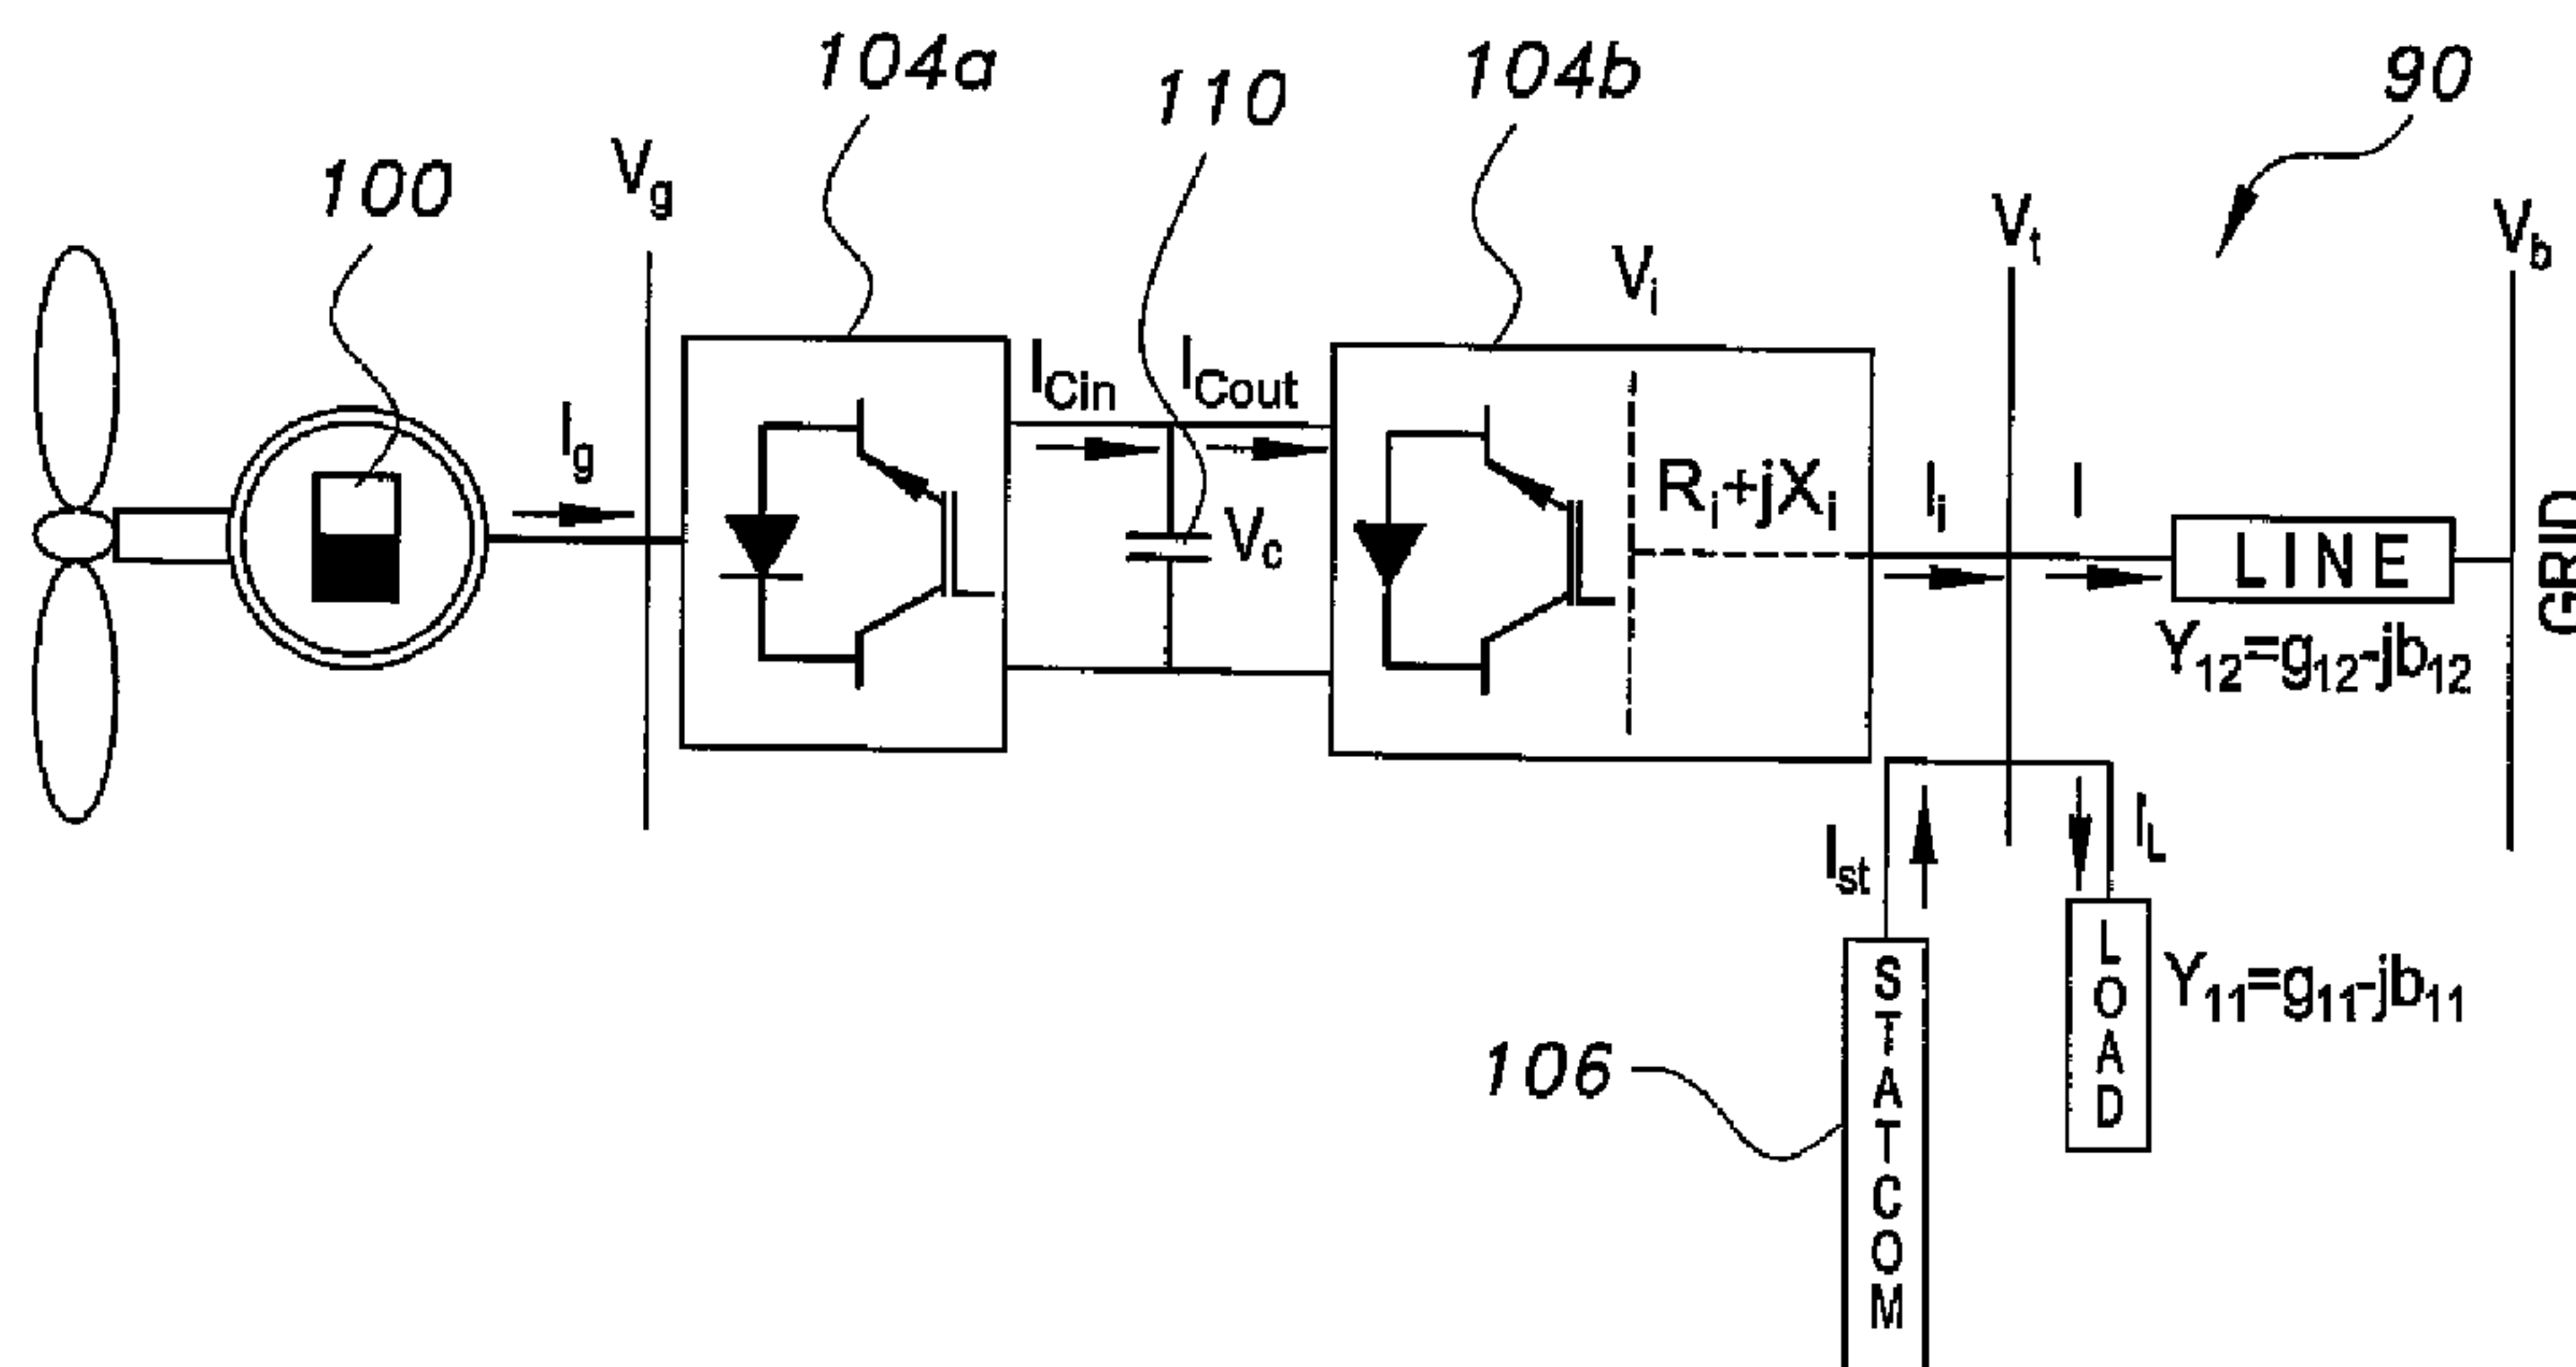 104a
110
104b
90
100
Vg
Vi
Vt
Vb
Ig
ICin
ICout
Vc
Ri+jXi
Ii
I
LINE
GRID
Y12=g12-jb12
Ist
IL
STATCOM
LOAD
Y11=g11-jb11
106